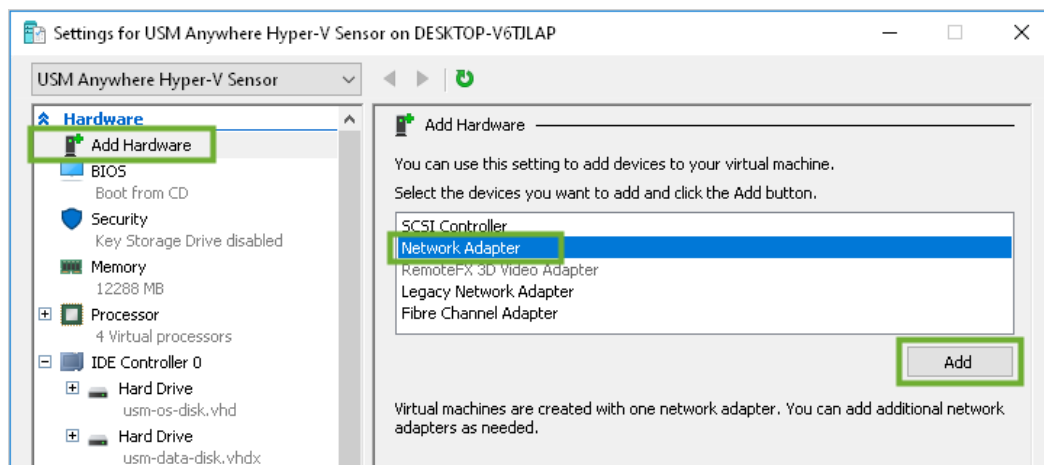 Settings for USM Anywhere Hyper-V Sensor on DESKTOP-V6TJLAP
USM Anywhere Hyper-V Sensor
Hardware
Add Hardware
BIOS
Boot from CD
Security
Key Storage Drive disabled
Memory
12288 MB
Processor
4 Virtual processors
IDE Controller 0
Hard Drive
usm-os-disk.vhd
Hard Drive
usm-data-disk.vhdx
Add Hardware
You can use this setting to add devices to your virtual machine.
Select the devices you want to add and click the Add button.
SCSI Controller
Network Adapter
RemoteFX 3D Video Adapter
Legacy Network Adapter
Fibre Channel Adapter
Add
Virtual machines are created with one network adapter. You can add additional network
adapters as needed.